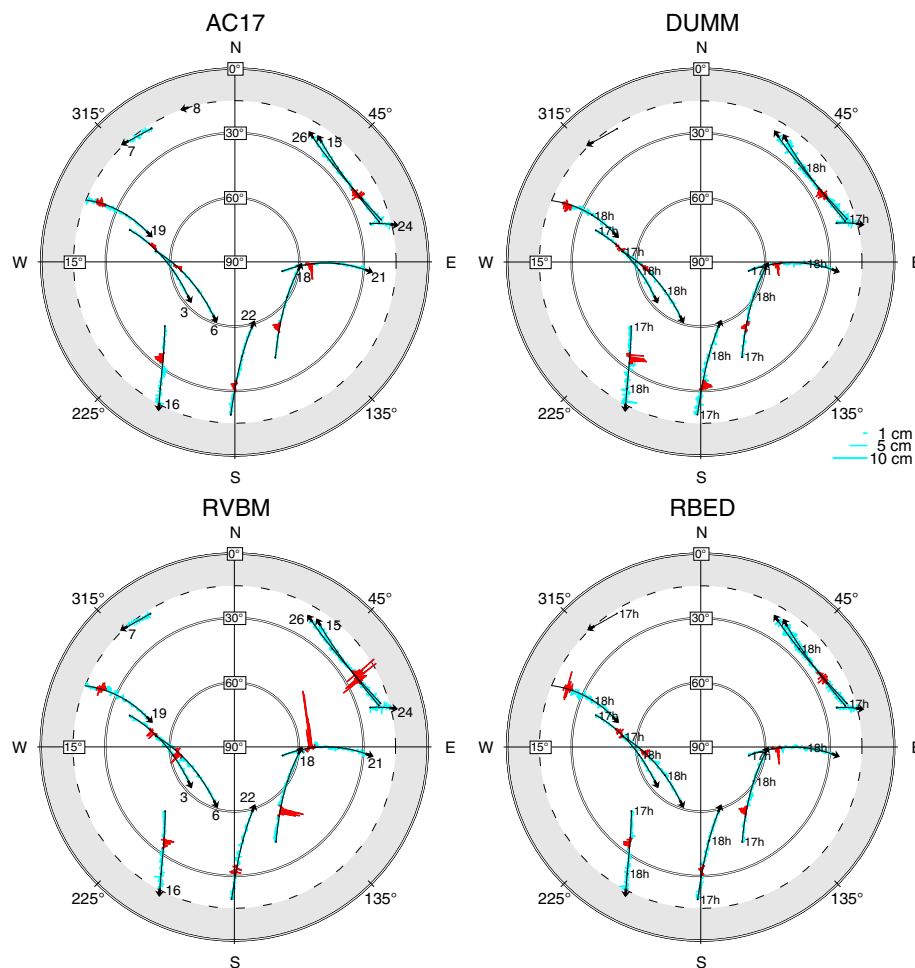 AC17
N
0°
8
315°
45°
7
26 15
30°
60°
19
24
W
15°
90°
E
18
21
3
6
22
16
225°
135°
S
DUMM
N
0°
315°
45°
30°
18h
60°
17h
18h
17h
17h
W
15°
90°
18h
17h
18h
E
18h
18h
17h
18h
17h
18h
17h
225°
135°
1 cm
5 cm
10 cm
S
RVBM
N
0°
315°
45°
7
26 15
30°
60°
19
24
W
15°
90°
E
18
21
3
6
22
16
225°
135°
S
RBED
N
0°
315°
45°
17h
30°
18h
60°
18h
17h
17h
17h
W
15°
90°
18h
17h
18h
E
18h
18h
17h
18h
17h
18h
17h
225°
135°
S